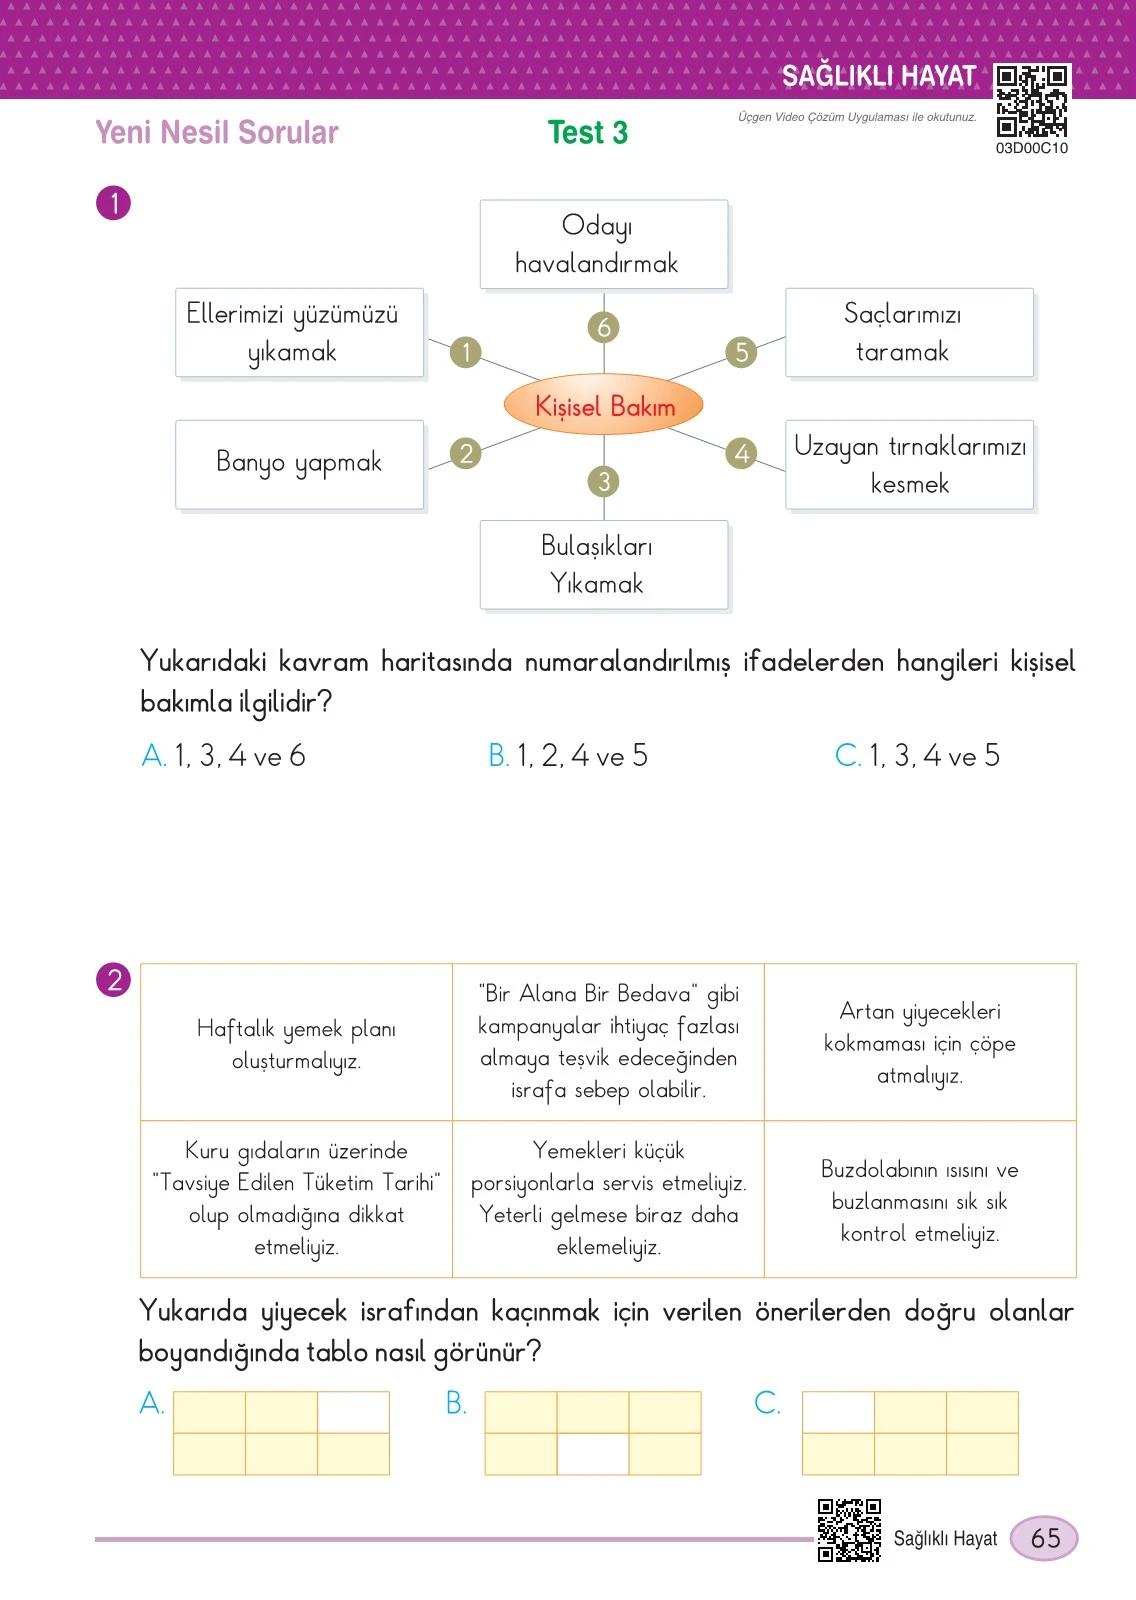 SAĞLIKLI HAYAT
Üçgen Video Çözüm Uygulaması ile okutunuz.
03D00C10
Yeni Nesil Sorular
Test 3
1
Odayı
havalandırmak
Ellerimizi yüzümüzü
yıkamak
Saçlarımızı
taramak
6
1
5
Kişisel Bakım
Banyo yapmak
Uzayan tırnaklarımızı
kesmek
2
4
3
Bulaşıkları
Yıkamak
Yukarıdaki kavram haritasında numaralandırılmış ifadelerden hangileri kişisel
bakımla ilgilidir?
A. 1, 3, 4 ve 6
B. 1, 2, 4 ve 5
C. 1, 3, 4 ve 5
2
Haftalık yemek planı
oluşturmalıyız.
"Bir Alana Bir Bedava" gibi
kampanyalar ihtiyaç fazlası
almaya teşvik edeceğinden
israfa sebep olabilir.
Artan yiyecekleri
kokmaması için çöpe
atmalıyız.
Kuru gıdaların üzerinde
"Tavsiye Edilen Tüketim Tarihi"
olup olmadığına dikkat
etmeliyiz.
Yemekleri küçük
porsiyonlarla servis etmeliyiz.
Yeterli gelmese biraz daha
eklemeliyiz.
Buzdolabının ısısını ve
buzlanmasını sık sık
kontrol etmeliyiz.
Yukarıda yiyecek israfından kaçınmak için verilen önerilerden doğru olanlar
boyandığında tablo nasıl görünür?
A.
B.
C.
Sağlıklı Hayat
65